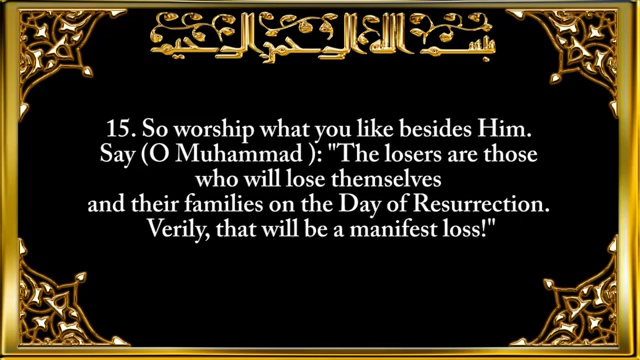 بسم الله الرحمن الرحيم
15. So worship what you like besides Him.
Say (O Muhammad ): "The losers are those
who will lose themselves
and their families on the Day of Resurrection.
Verily, that will be a manifest loss!"